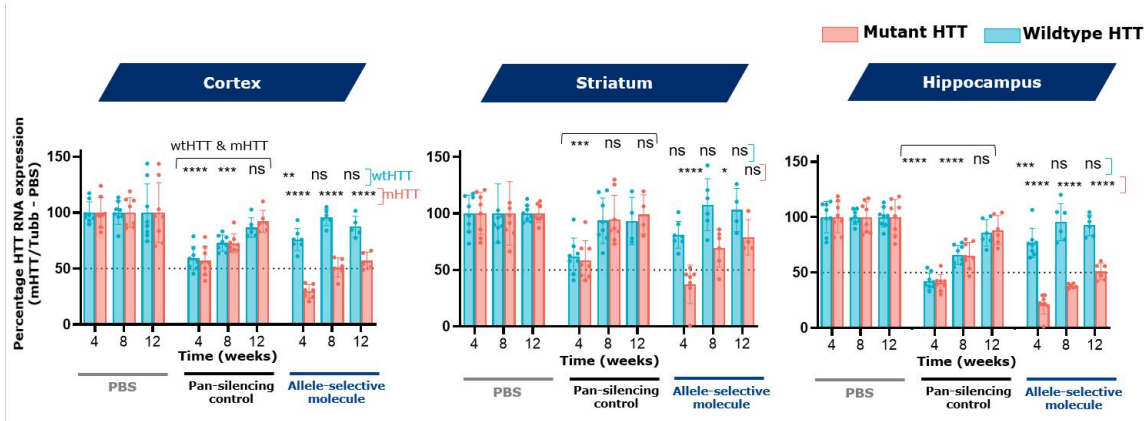 Mutant HTT Wildtype HTT
Cortex
Striatum
Hippocampus
Percentage HTT RNA expression
(mHTT/Tubb - PBS)
wtHTT & mHTT
**** *** ns
** ns ns wtHTT
**** **** **** mHTT
150
100
50
0
4 8 12 4 8 12 4 8 12
Time (weeks)
PBS
Pan-silencing
control
Allele-selective
molecule
*** ns ns
ns ns ns
**** * ns
150
100
50
0
4 8 12 4 8 12 4 8 12
Time (weeks)
PBS
Pan-silencing
control
Allele-selective
molecule
**** **** ns
*** ns ns
**** **** ****
150
100
50
0
4 8 12 4 8 12 4 8 12
Time (weeks)
PBS
Pan-silencing
control
Allele-selective
molecule